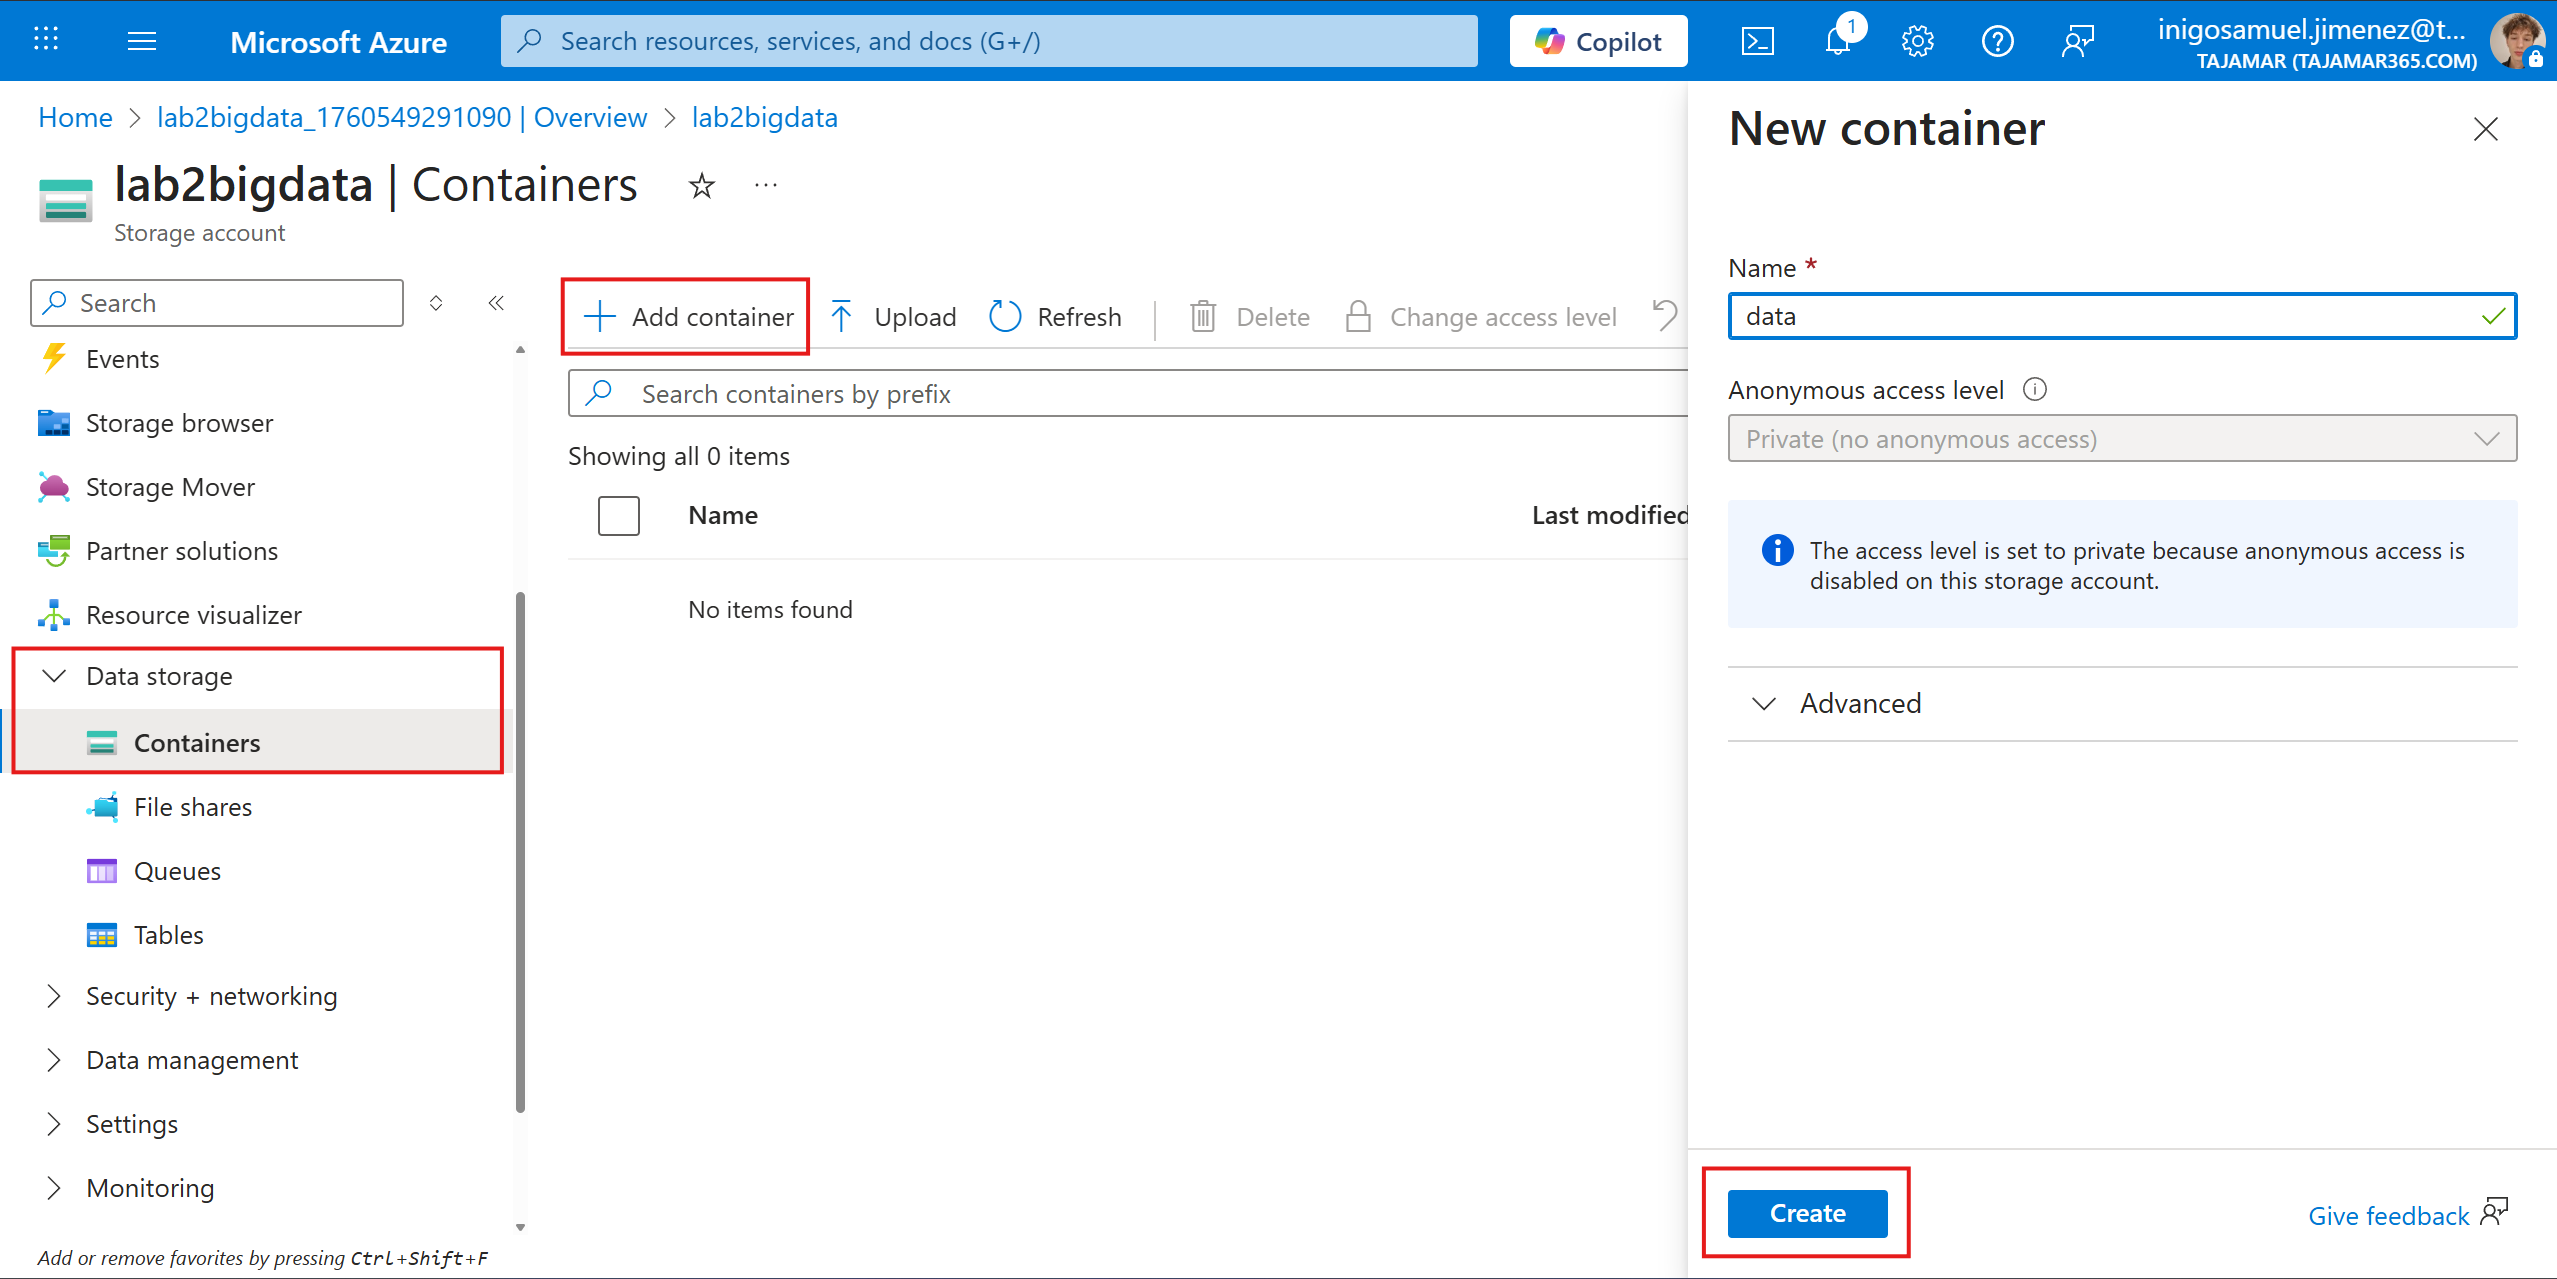 Microsoft Azure
Search resources, services, and docs (G+/)
Copilot
1
inigosamuel.jimenez@t...
TAJAMAR (TAJAMAR365.COM)
Home > lab2bigdata_1760549291090 | Overview > lab2bigdata
lab2bigdata | Containers
Storage account
Search
Events
Storage browser
Storage Mover
Partner solutions
Resource visualizer
Data storage
Containers
File shares
Queues
Tables
Security + networking
Data management
Settings
Monitoring
Add or remove favorites by pressing Ctrl+Shift+F
Add container
Upload
Refresh
Delete
Change access level
Search containers by prefix
Showing all 0 items
Name
Last modified
No items found
New container
Name *
data
Anonymous access level
Private (no anonymous access)
The access level is set to private because anonymous access is
disabled on this storage account.
Advanced
Create
Give feedback